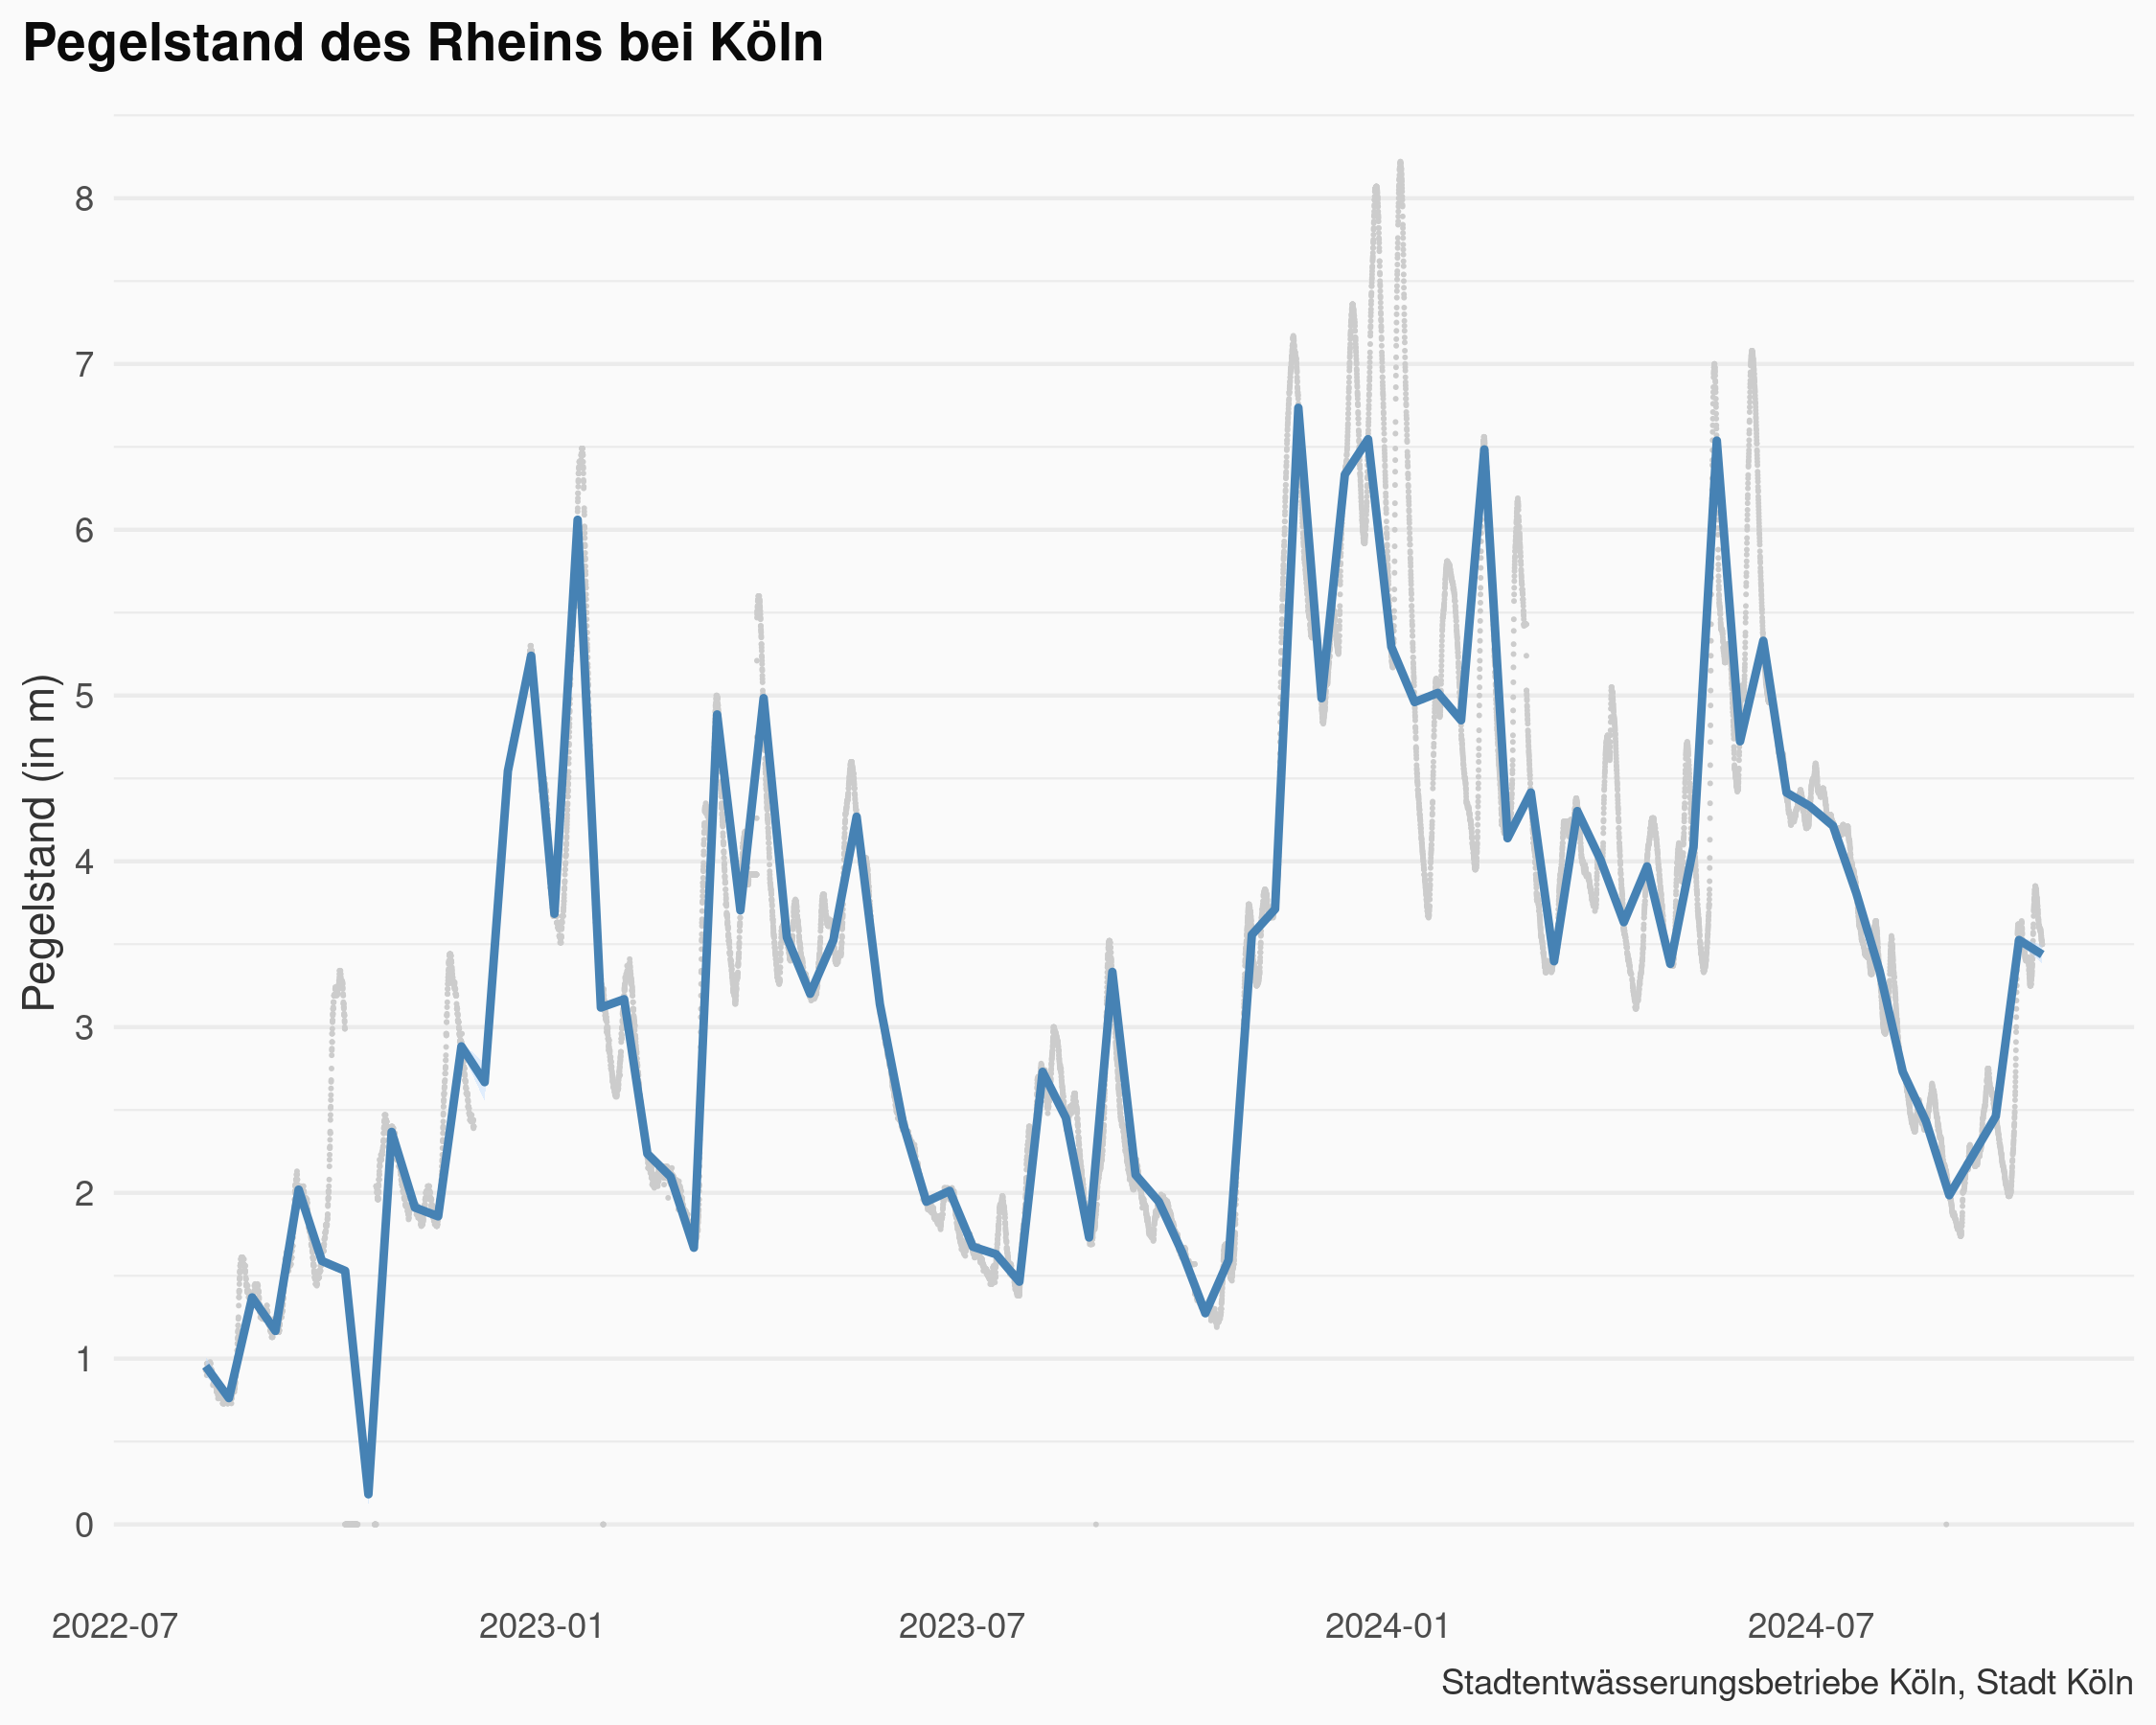 Pegelstand des Rheins bei Köln
Pegelstand (in m)
8
7
6
5
4
3
2
1
0
2022-07 2023-01 2023-07 2024-01 2024-07
Stadtentwässerungsbetriebe Köln, Stadt Köln